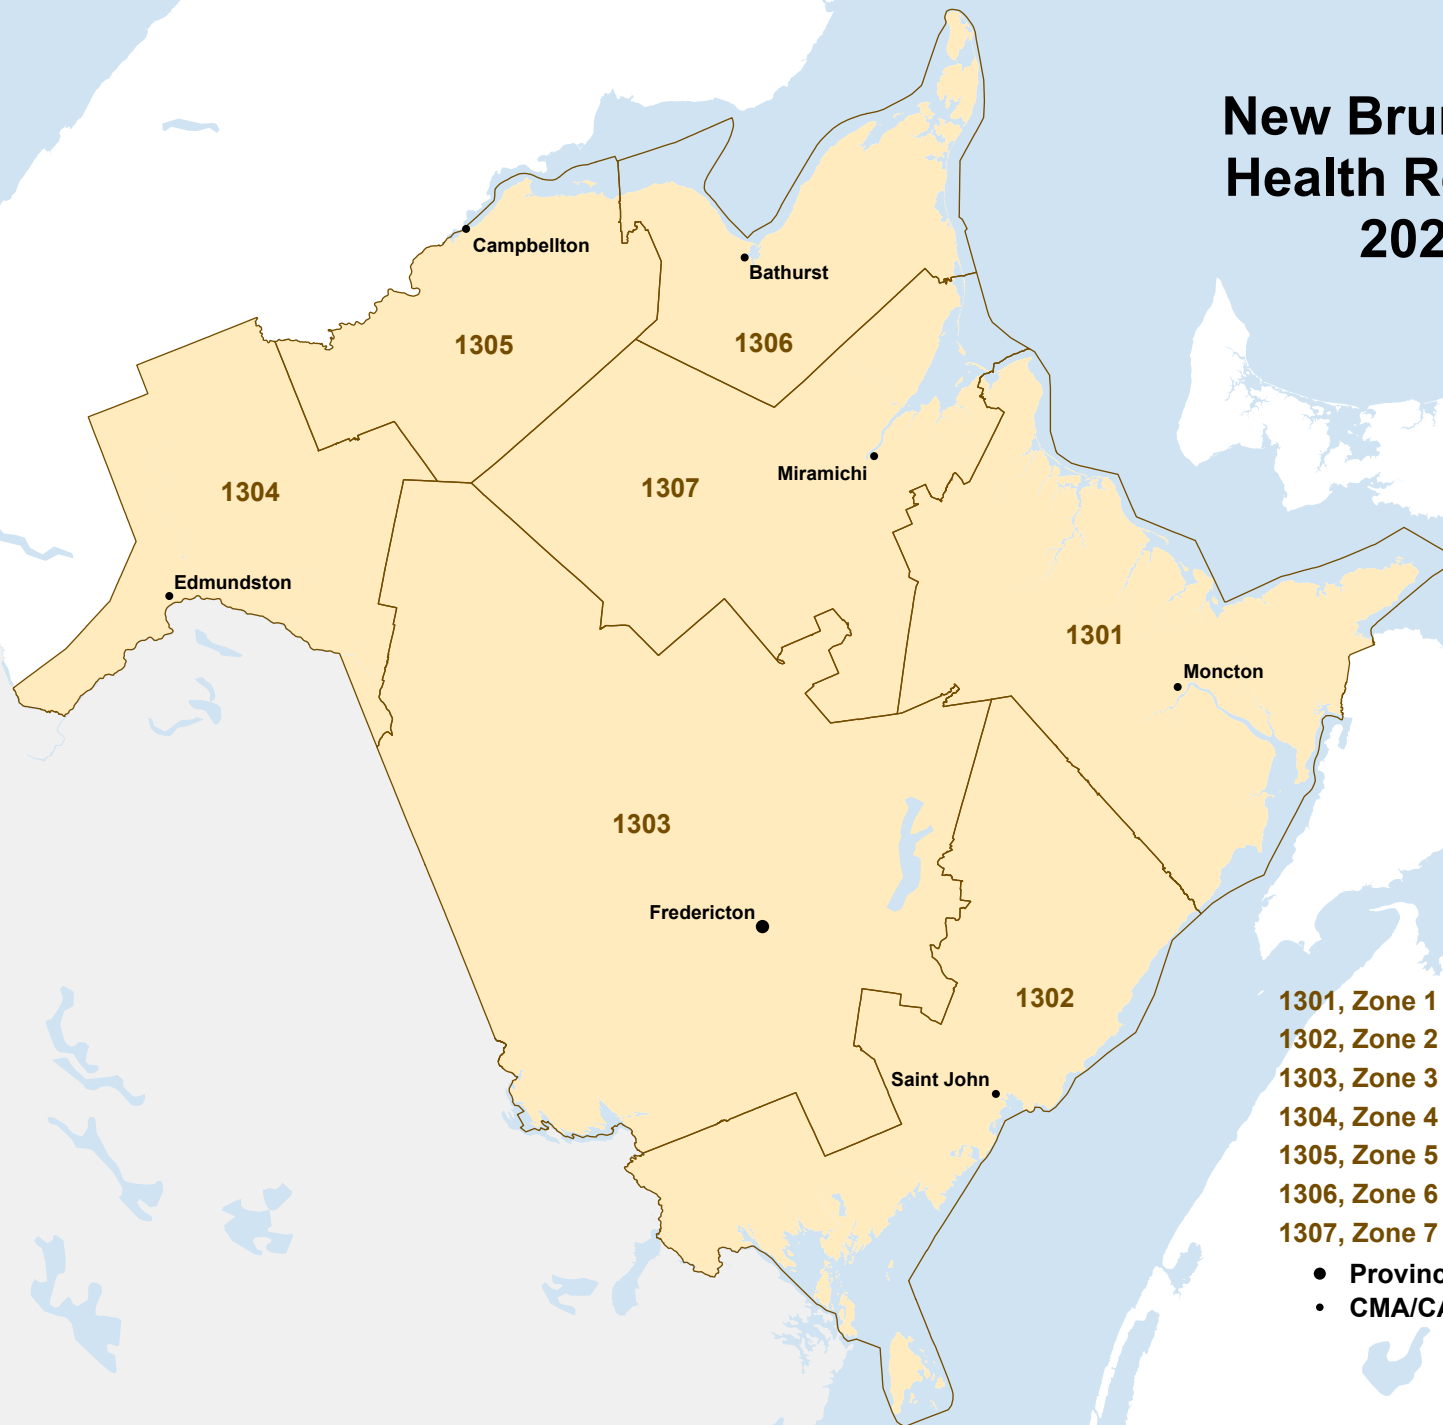 New Brun
Health Re
202
Campbellton
Bathurst
1305
1306
1304
1307
Miramichi
Edmundston
1301
Moncton
1303
Fredericton
1302
Saint John
1301, Zone 1
1302, Zone 2
1303, Zone 3
1304, Zone 4
1305, Zone 5
1306, Zone 6
1307, Zone 7
Provinc
CMA/CA